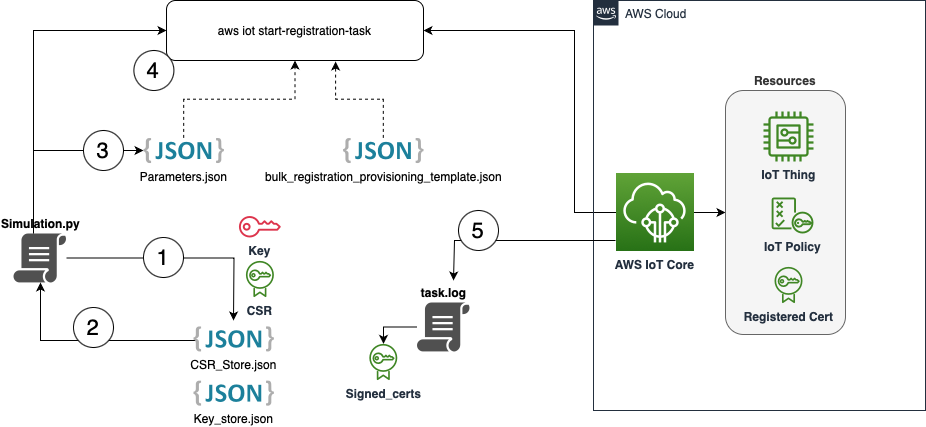 aws iot start-registration-task
aws
AWS Cloud
4
Resources
3
{JSON}
{JSON}
Parameters.json
bulk_registration_provisioning_template.json
IoT Thing
Simulation.py
Key
1
5
IoT Policy
AWS IoT Core
CSR
task.log
2
Registered Cert
{JSON}
CSR_Store.json
{JSON}
Key_store.json
Signed_certs